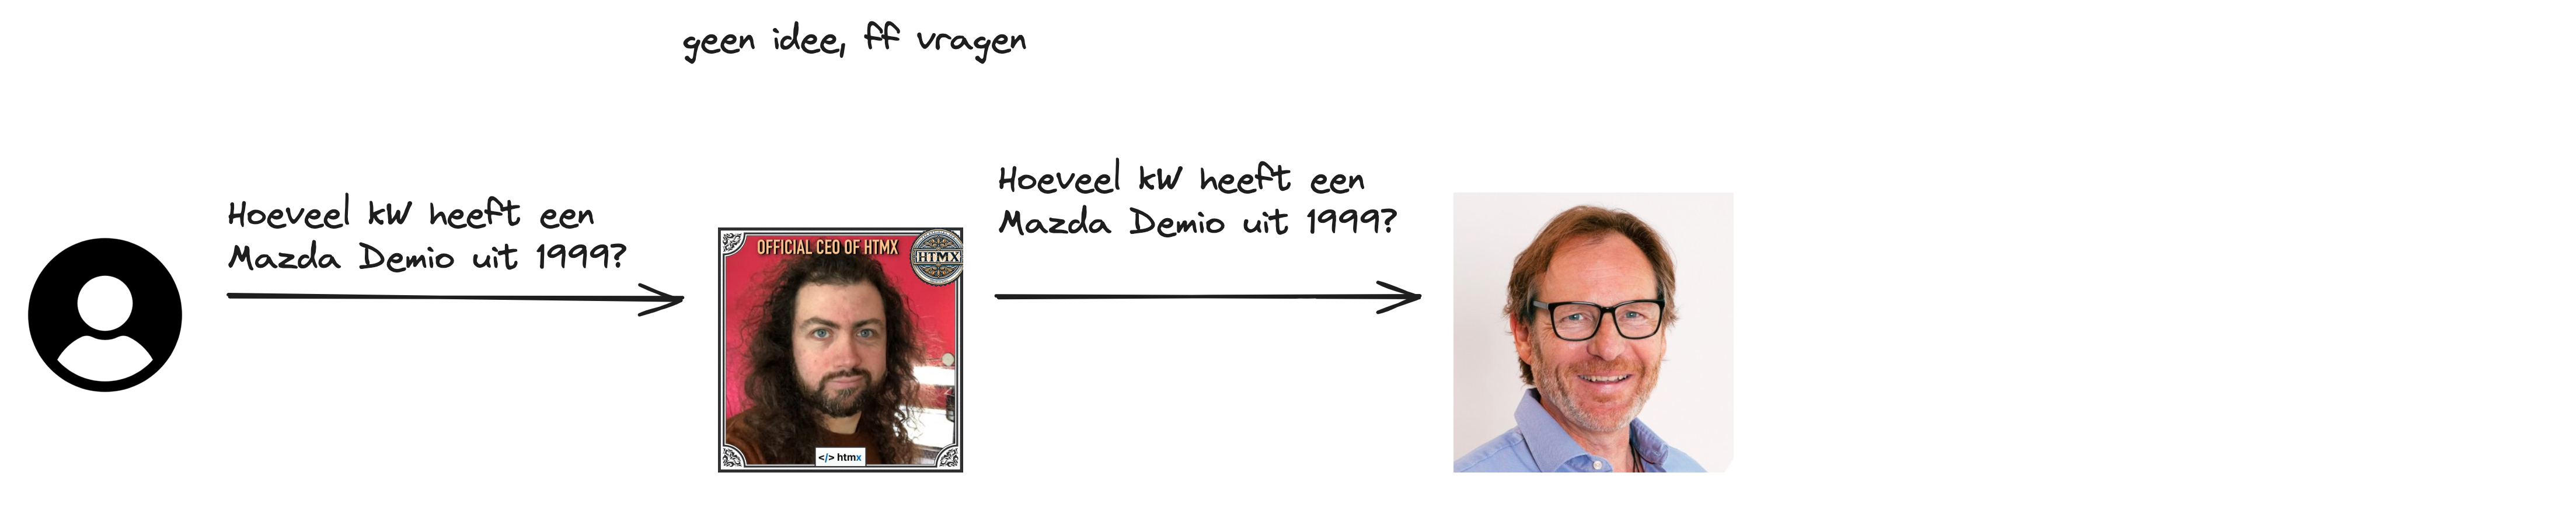 geen idee, ff vragen
Hoeveel kW heeft een
Mazda Demio uit 1999?
OFFICIAL CEO OF HTMX
HTMX
</> htmx
Hoeveel kW heeft een
Mazda Demio uit 1999?